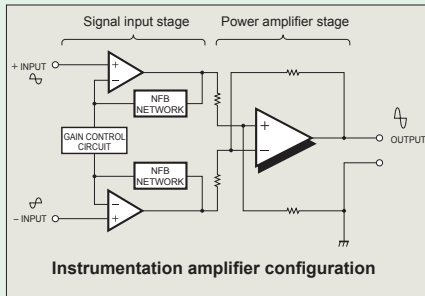 Signal input stage
Power amplifier stage
+ INPUT
+
−
NFB
NETWORK
GAIN CONTROL
CIRCUIT
NFB
NETWORK
−
+
− INPUT
+
−
OUTPUT
Instrumentation amplifier configuration